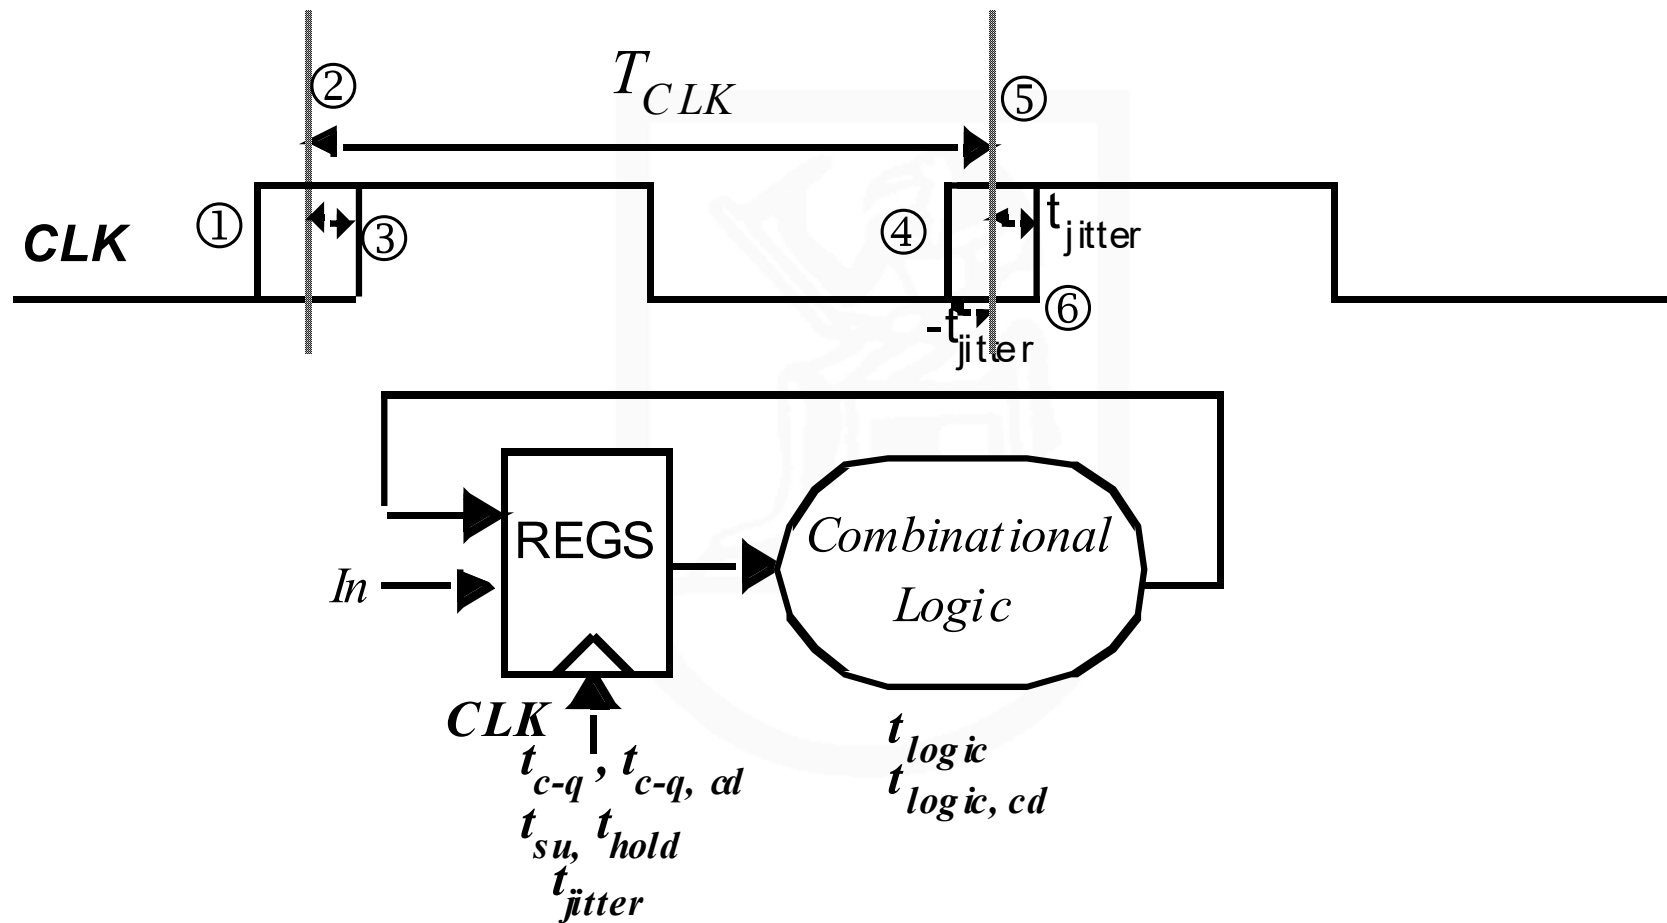 ②
T_CLK
⑤
①
CLK
③
④
t_jitter
⑥
-t_jitter
REGS
Combinational
Logic
In
CLK
t_c-q , t_c-q, cd
t_su, t_hold
t_jitter
t_logic
t_logic, cd